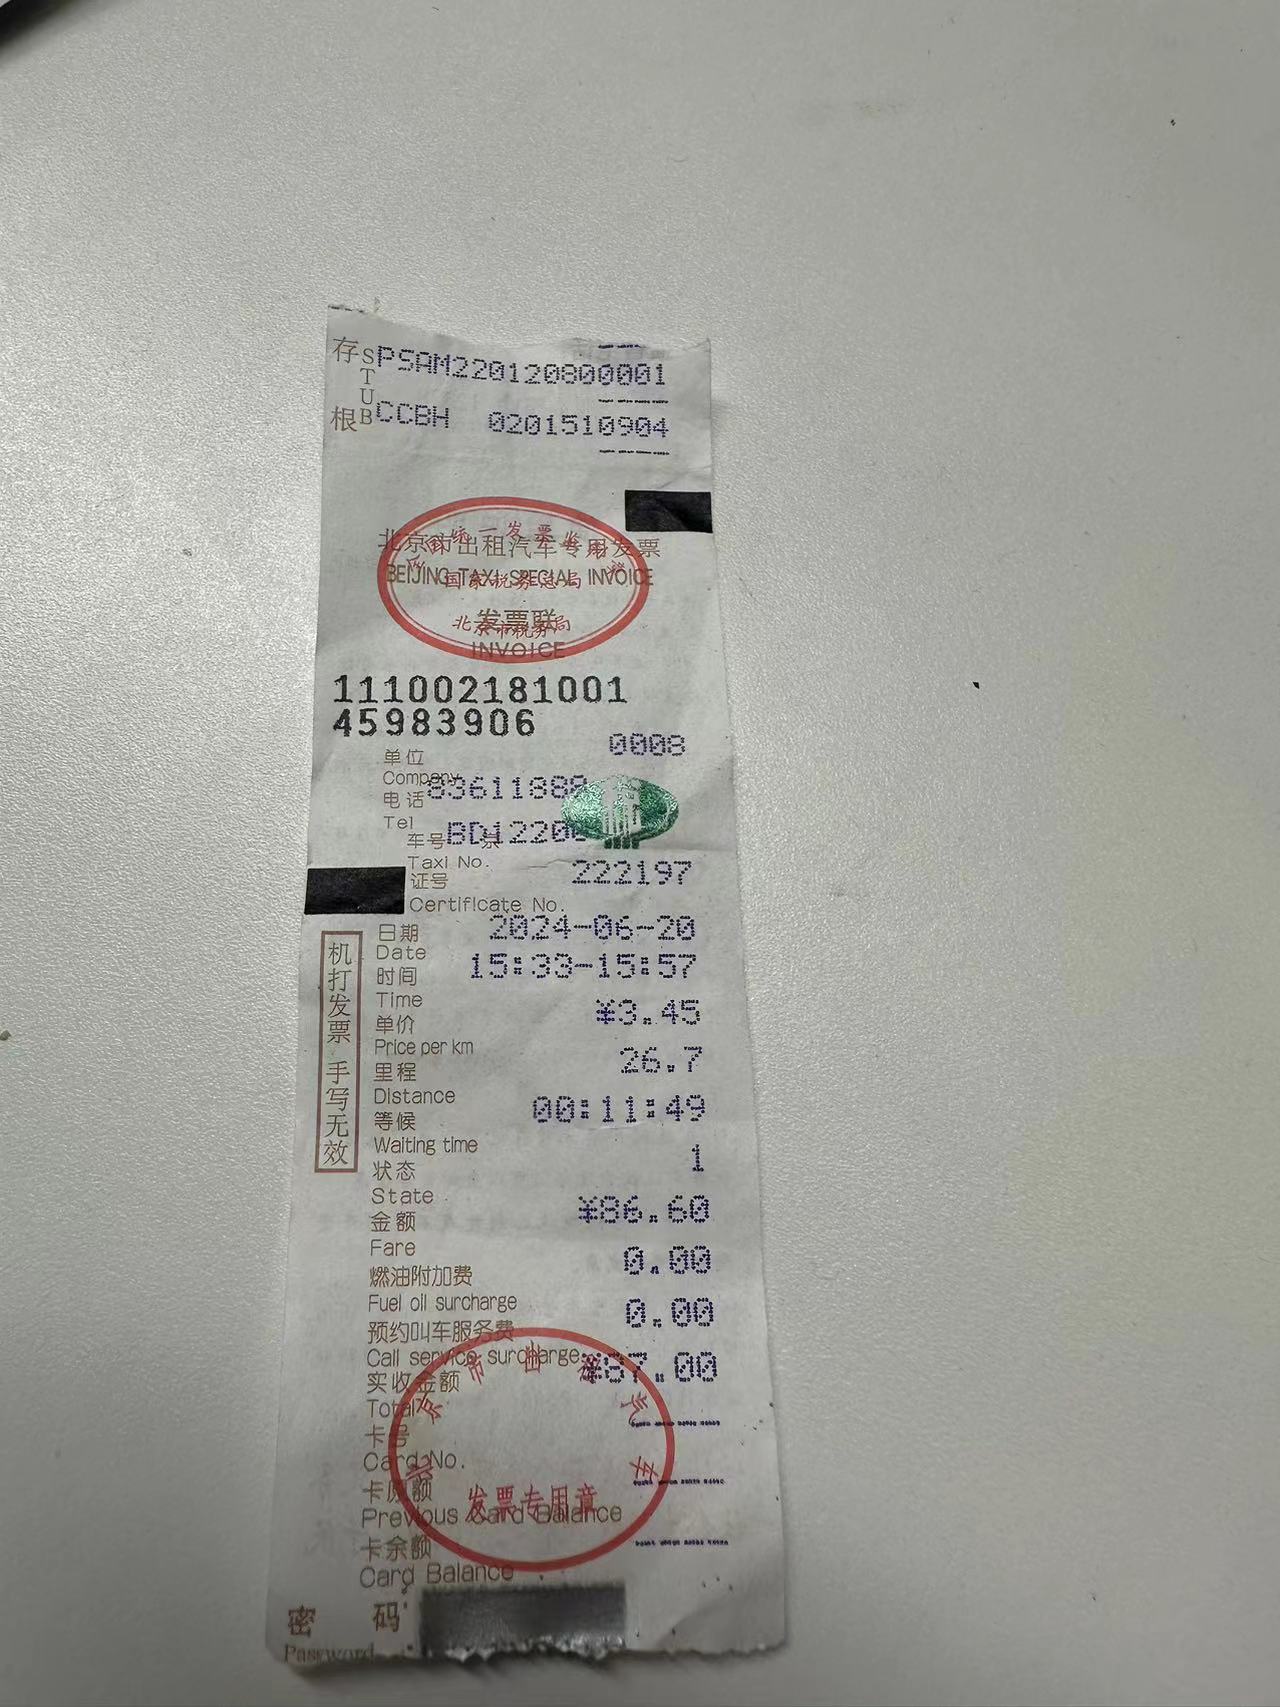 存 STUB PSAM220120800001
根 CCBH 0201510904
全国统一发票监制章
北京市出租汽车专用发票
BEIJING TAXI SPECIAL INVOICE
国家税务总局
发票联
北京市税务局
INVOICE
111002181001
45983906
单位 0008
Company
电话 83611888
Tel
车号 京
Taxi No.
证号 222197
Certificate No.
日期 2024-06-20
Date
时间 15:33-15:57
Time
单价 ¥3.45
Price per km
里程 26.7
Distance
等候 00:11:49
Waiting time
状态 1
State
金额 ¥86.60
Fare
燃油附加费 0.00
Fuel oil surcharge
预约叫车服务费 0.00
Call service surcharge
实收金额 ¥87.00
Total
卡号
Card No.
卡原额
Previous Card Balance
卡余额
Card Balance
密 码
Password
机打发票 手写无效
北京市出租汽车
发票专用章